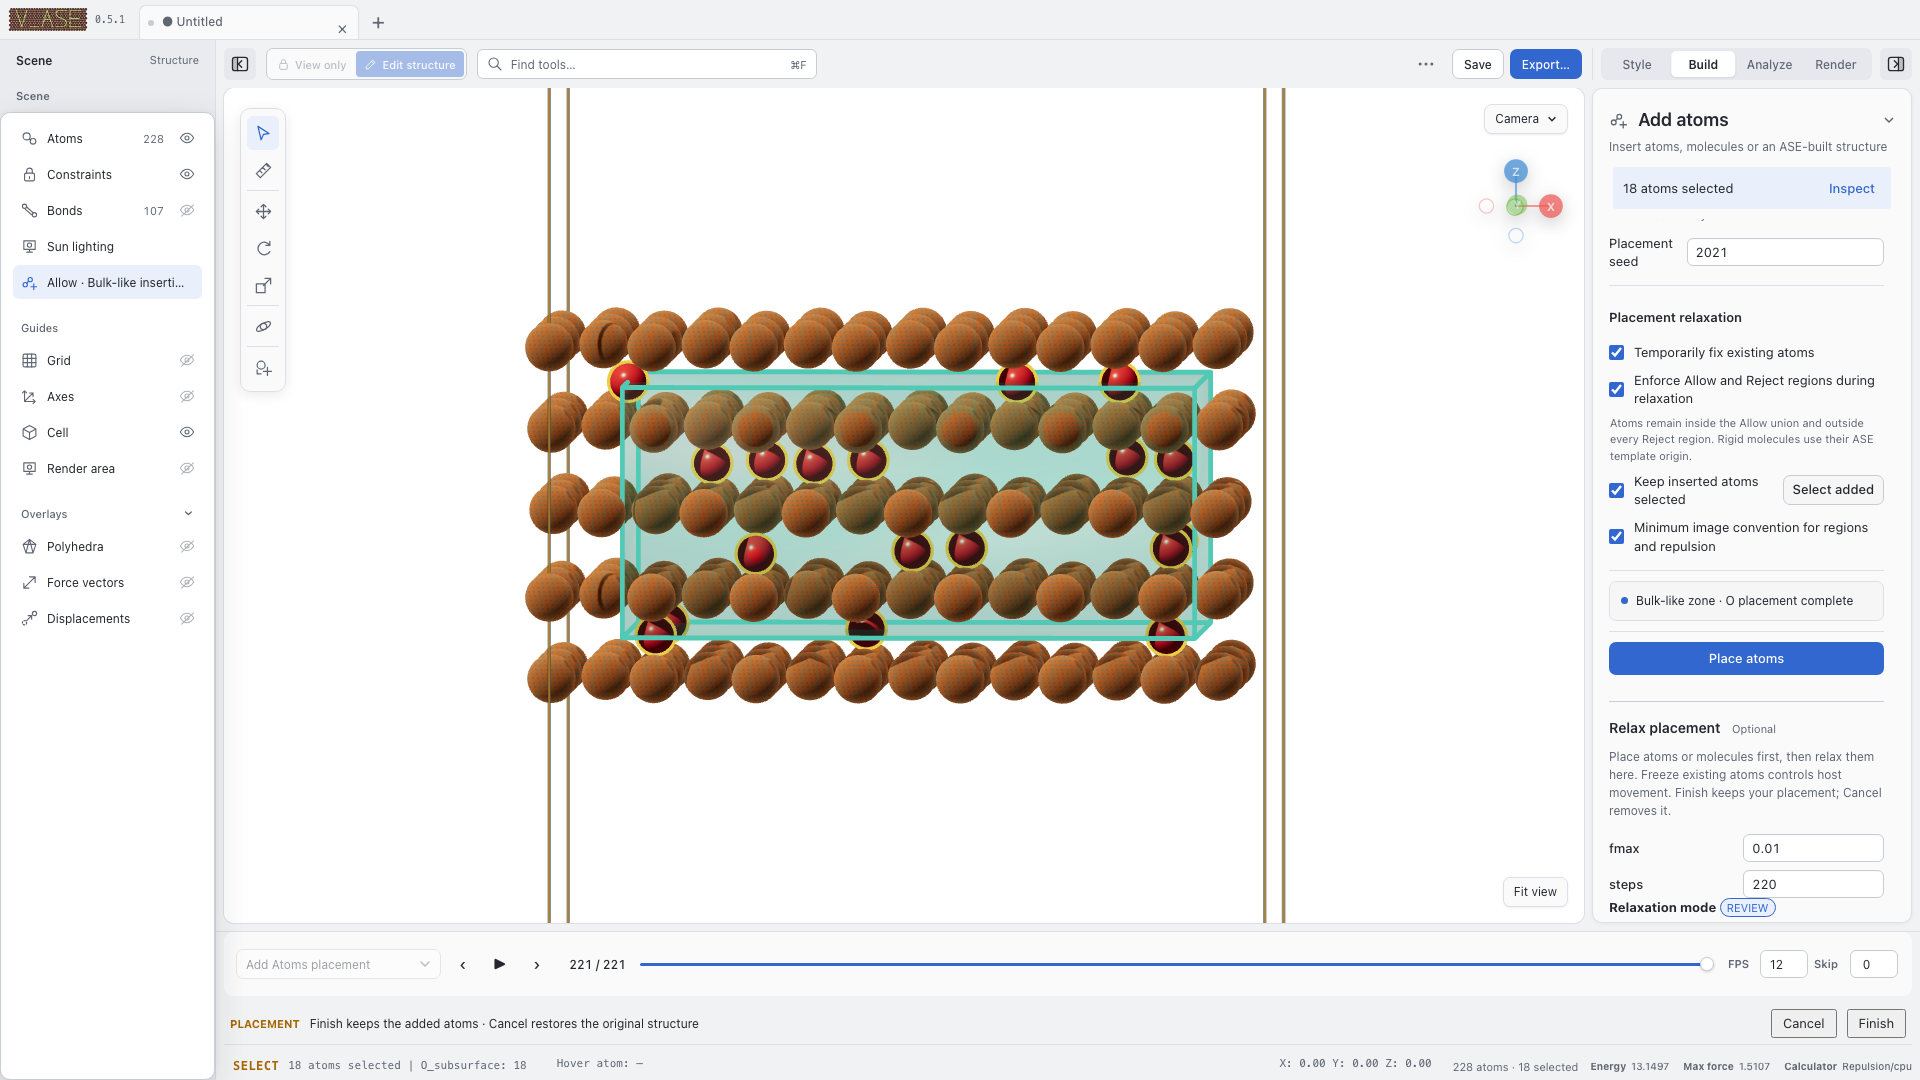 V_ASE 0.5.1
Untitled
Scene Structure
View only Edit structure
Find tools... ⌘F
Save Export...
Style Build Analyze Render
Scene
Atoms 228
Constraints
Bonds 107
Sun lighting
Allow · Bulk-like inserti...
Guides
Grid
Axes
Cell
Render area
Overlays
Polyhedra
Force vectors
Displacements
Camera
Z
X
Fit view
Add atoms
Insert atoms, molecules or an ASE-built structure
18 atoms selected Inspect
Placement seed 2021
Placement relaxation
Temporarily fix existing atoms
Enforce Allow and Reject regions during
relaxation
Atoms remain inside the Allow union and outside
every Reject region. Rigid molecules use their ASE
template origin.
Keep inserted atoms
selected
Select added
Minimum image convention for regions
and repulsion
Bulk-like zone · O placement complete
Place atoms
Relax placement Optional
Place atoms or molecules first, then relax them
here. Freeze existing atoms controls host
movement. Finish keeps your placement; Cancel
removes it.
fmax 0.01
steps 220
Relaxation mode REVIEW
Add Atoms placement
221 / 221
FPS 12 Skip 0
PLACEMENT Finish keeps the added atoms · Cancel restores the original structure
Cancel Finish
SELECT 18 atoms selected | O_subsurface: 18 Hover atom: —
X: 0.00 Y: 0.00 Z: 0.00
228 atoms · 18 selected Energy 13.1497 Max force 1.5107 Calculator Repulsion/cpu